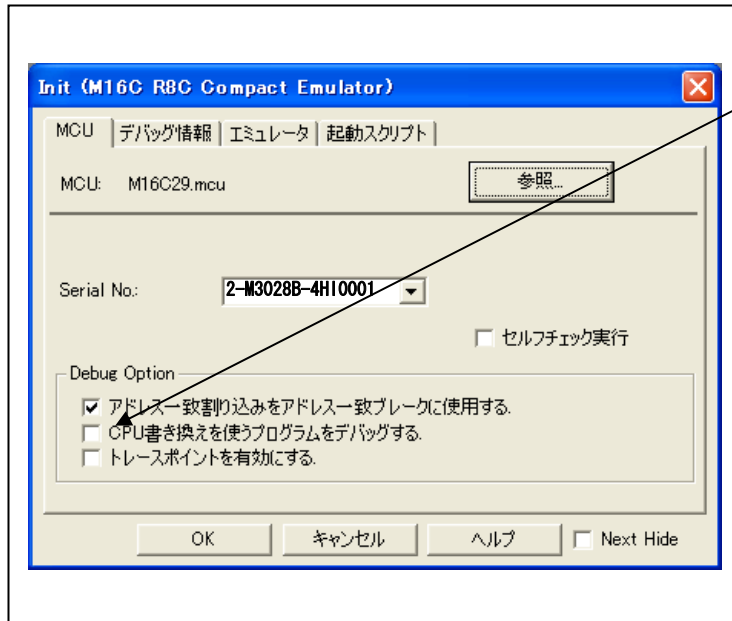 Init (M16C R8C Compact Emulator)
MCU デバッグ情報 エミュレータ 起動スクリプト
MCU: M16C29.mcu 参照...
Serial No.: 2-M3028B-4HI0001
セルフチェック実行
Debug Option
アドレス一致割り込みをアドレス一致ブレークに使用する.
CPU書き換えを使うプログラムをデバッグする.
トレースポイントを有効にする.
OK キャンセル ヘルプ Next Hide